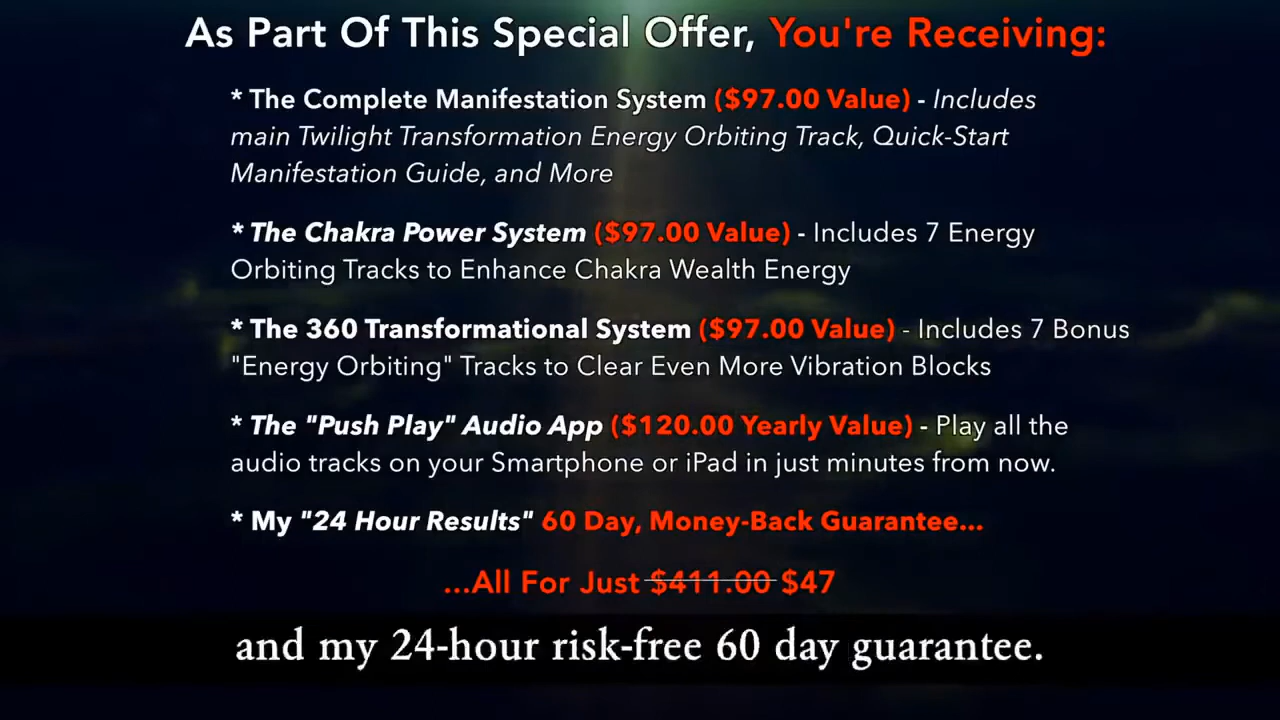 As Part Of This Special Offer, You're Receiving:
* The Complete Manifestation System ($97.00 Value) - Includes
main Twilight Transformation Energy Orbiting Track, Quick-Start
Manifestation Guide, and More
* The Chakra Power System ($97.00 Value) - Includes 7 Energy
Orbiting Tracks to Enhance Chakra Wealth Energy
* The 360 Transformational System ($97.00 Value) - Includes 7 Bonus
"Energy Orbiting" Tracks to Clear Even More Vibration Blocks
* The "Push Play" Audio App ($120.00 Yearly Value) - Play all the
audio tracks on your Smartphone or iPad in just minutes from now.
* My "24 Hour Results" 60 Day, Money-Back Guarantee...
...All For Just $411.00 $47
and my 24-hour risk-free 60 day guarantee.